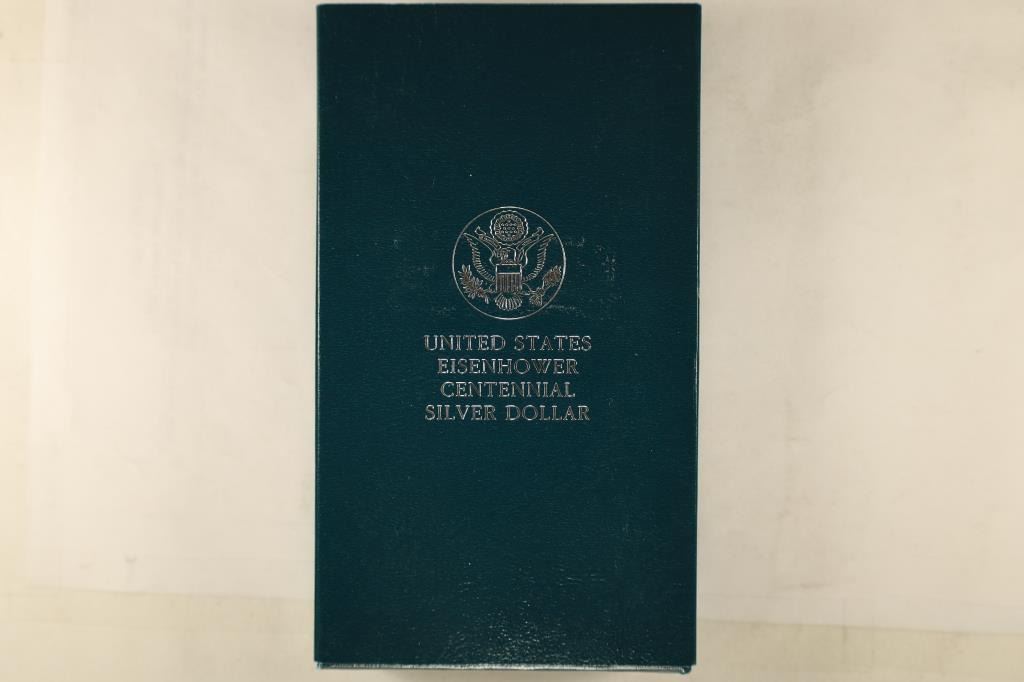 UNITED STATES
EISENHOWER
CENTENNIAL
SILVER DOLLAR